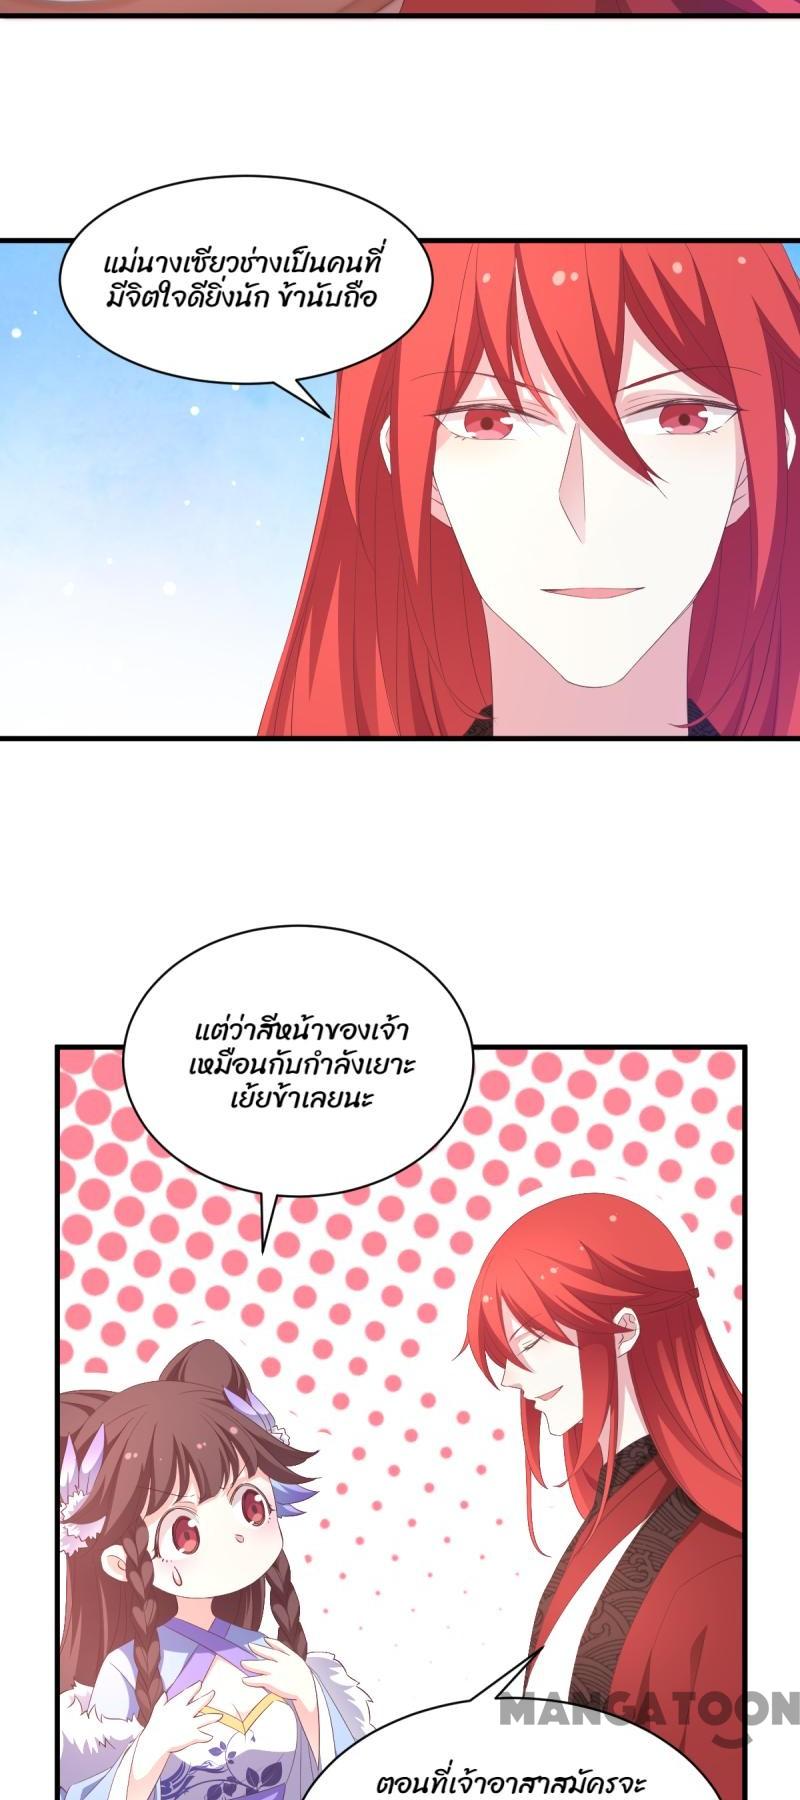 แม่นางเซียวช่างเป็นคนที่
มีจิตใจดียิ่งนัก ข้านับถือ
แต่ว่าสีหน้าของเจ้า
เหมือนกับกำลังเยาะ
เย้ยข้าเลยนะ
MANGATOON
ตอนที่เจ้าอาสาสมัครจะ